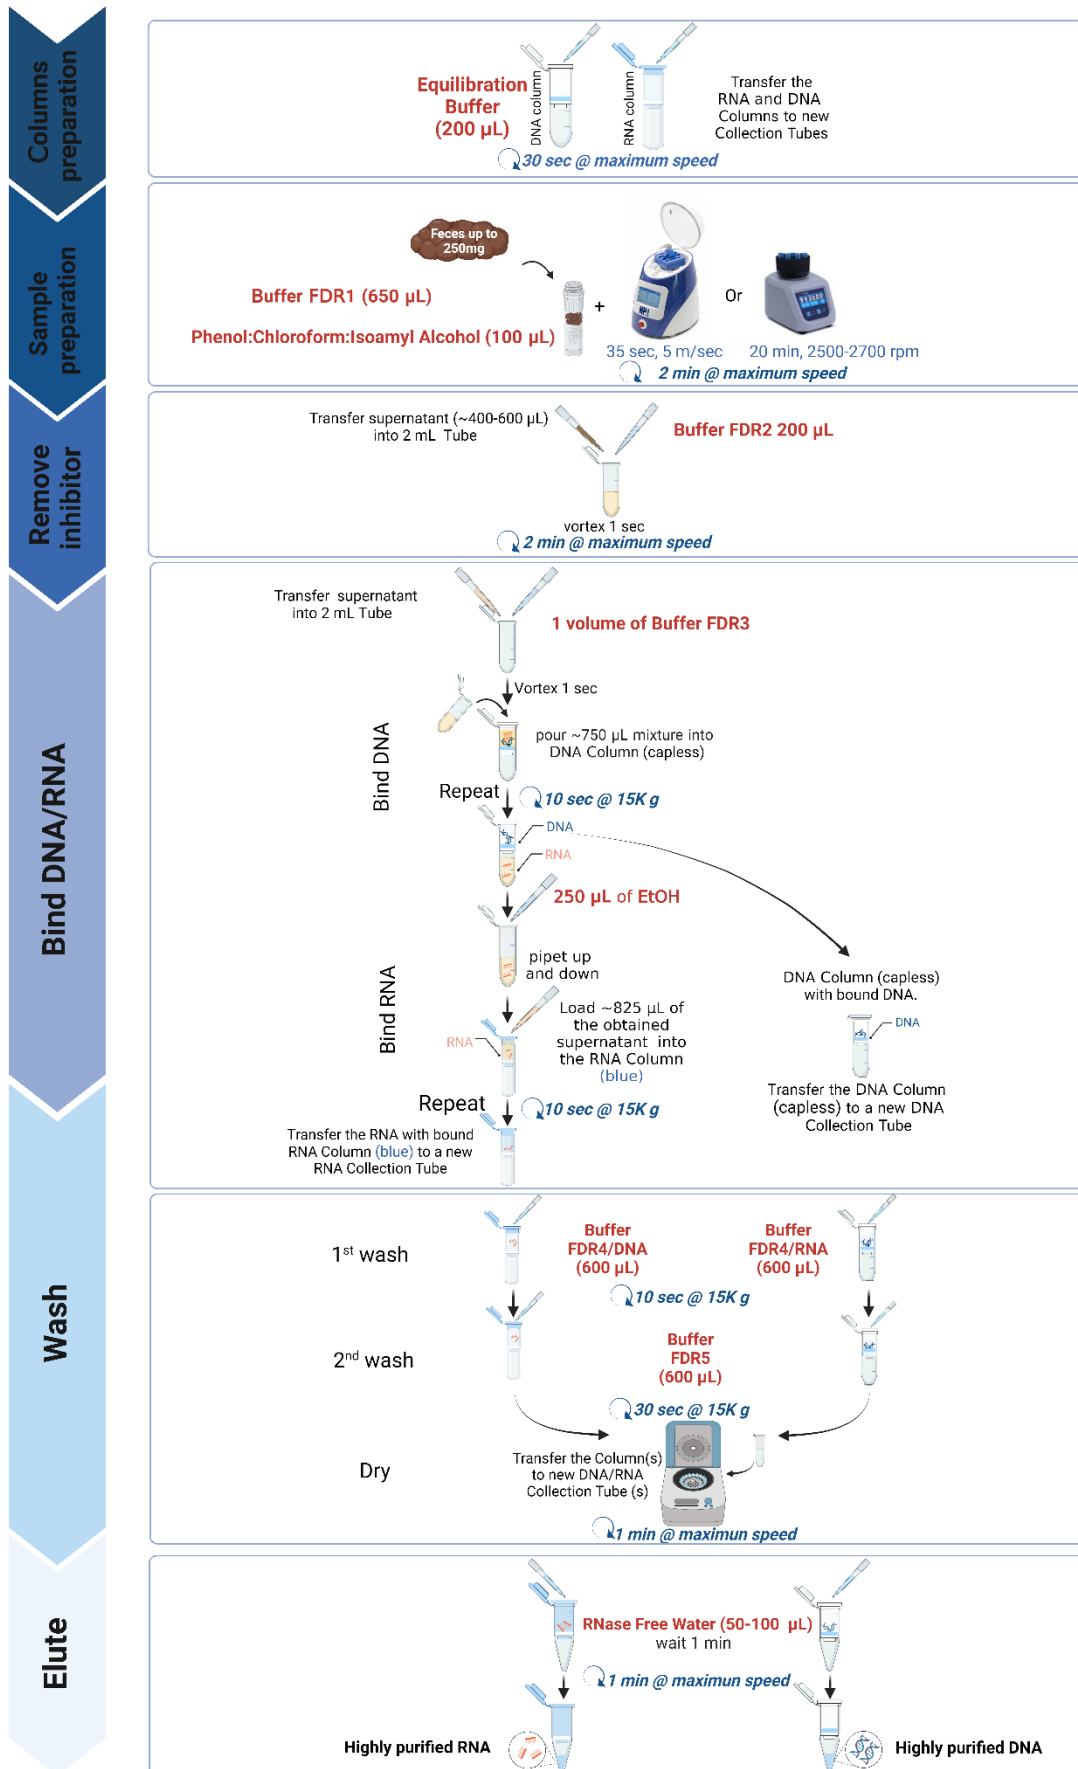 Columns
preparation
Equilibration
Buffer
(200 µL)
DNA column
RNA column
Transfer the
RNA and DNA
Columns to new
Collection Tubes
30 sec @ maximum speed
Sample
preparation
Feces up to
250mg
Buffer FDR1 (650 µL)
Phenol:Chloroform:Isoamyl Alcohol (100 µL)
+
Or
35 sec, 5 m/sec
20 min, 2500-2700 rpm
2 min @ maximum speed
Remove
inhibitor
Transfer supernatant (~400-600 µL)
into 2 mL Tube
Buffer FDR2 200 µL
vortex 1 sec
2 min @ maximum speed
Bind DNA/RNA
Transfer supernatant
into 2 mL Tube
1 volume of Buffer FDR3
Vortex 1 sec
Bind DNA
pour ~750 µL mixture into
DNA Column (capless)
Repeat
10 sec @ 15K g
DNA
RNA
250 µL of EtOH
pipet up
and down
Bind RNA
Load ~825 µL of
the obtained
supernatant into
the RNA Column
(blue)
RNA
DNA Column (capless)
with bound DNA.
DNA
Transfer the DNA Column
(capless) to a new DNA
Collection Tube
Repeat
10 sec @ 15K g
Transfer the RNA with bound
RNA Column (blue) to a new
RNA Collection Tube
Wash
1st wash
Buffer
FDR4/DNA
(600 µL)
Buffer
FDR4/RNA
(600 µL)
10 sec @ 15K g
2nd wash
Buffer
FDR5
(600 µL)
30 sec @ 15K g
Dry
Transfer the Column(s)
to new DNA/RNA
Collection Tube (s)
1 min @ maximun speed
Elute
RNase Free Water (50-100 µL)
wait 1 min
1 min @ maximun speed
Highly purified RNA
Highly purified DNA